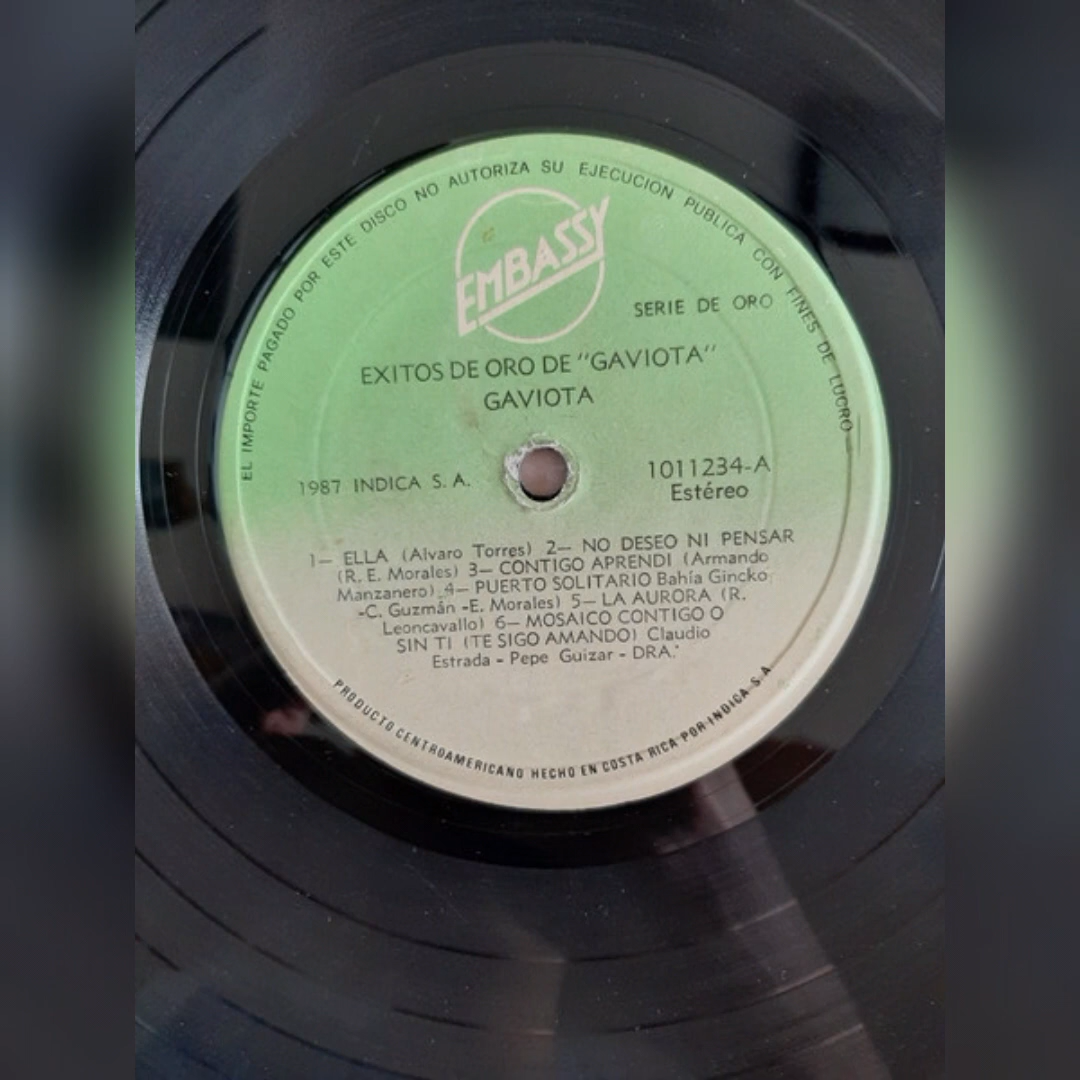 EL IMPORTE PAGADO POR ESTE DISCO NO AUTORIZA SU EJECUCION PUBLICA CON FINES DE LUCRO
EMBASSY
SERIE DE ORO
EXITOS DE ORO DE "GAVIOTA"
GAVIOTA
1987 INDICA S. A.
1011234-A
Estéreo
1— ELLA (Alvaro Torres) 2— NO DESEO NI PENSAR
(R. E. Morales) 3— CONTIGO APRENDI (Armando
Manzanero) 4— PUERTO SOLITARIO Bahía Gincko
-C. Guzmán -E. Morales) 5— LA AURORA (R.
Leoncavallo) 6— MOSAICO CONTIGO O
SIN TI (TE SIGO AMANDO) Claudio
Estrada - Pepe Guizar - DRA.
PRODUCTO CENTROAMERICANO HECHO EN COSTA RICA POR INDICA S A